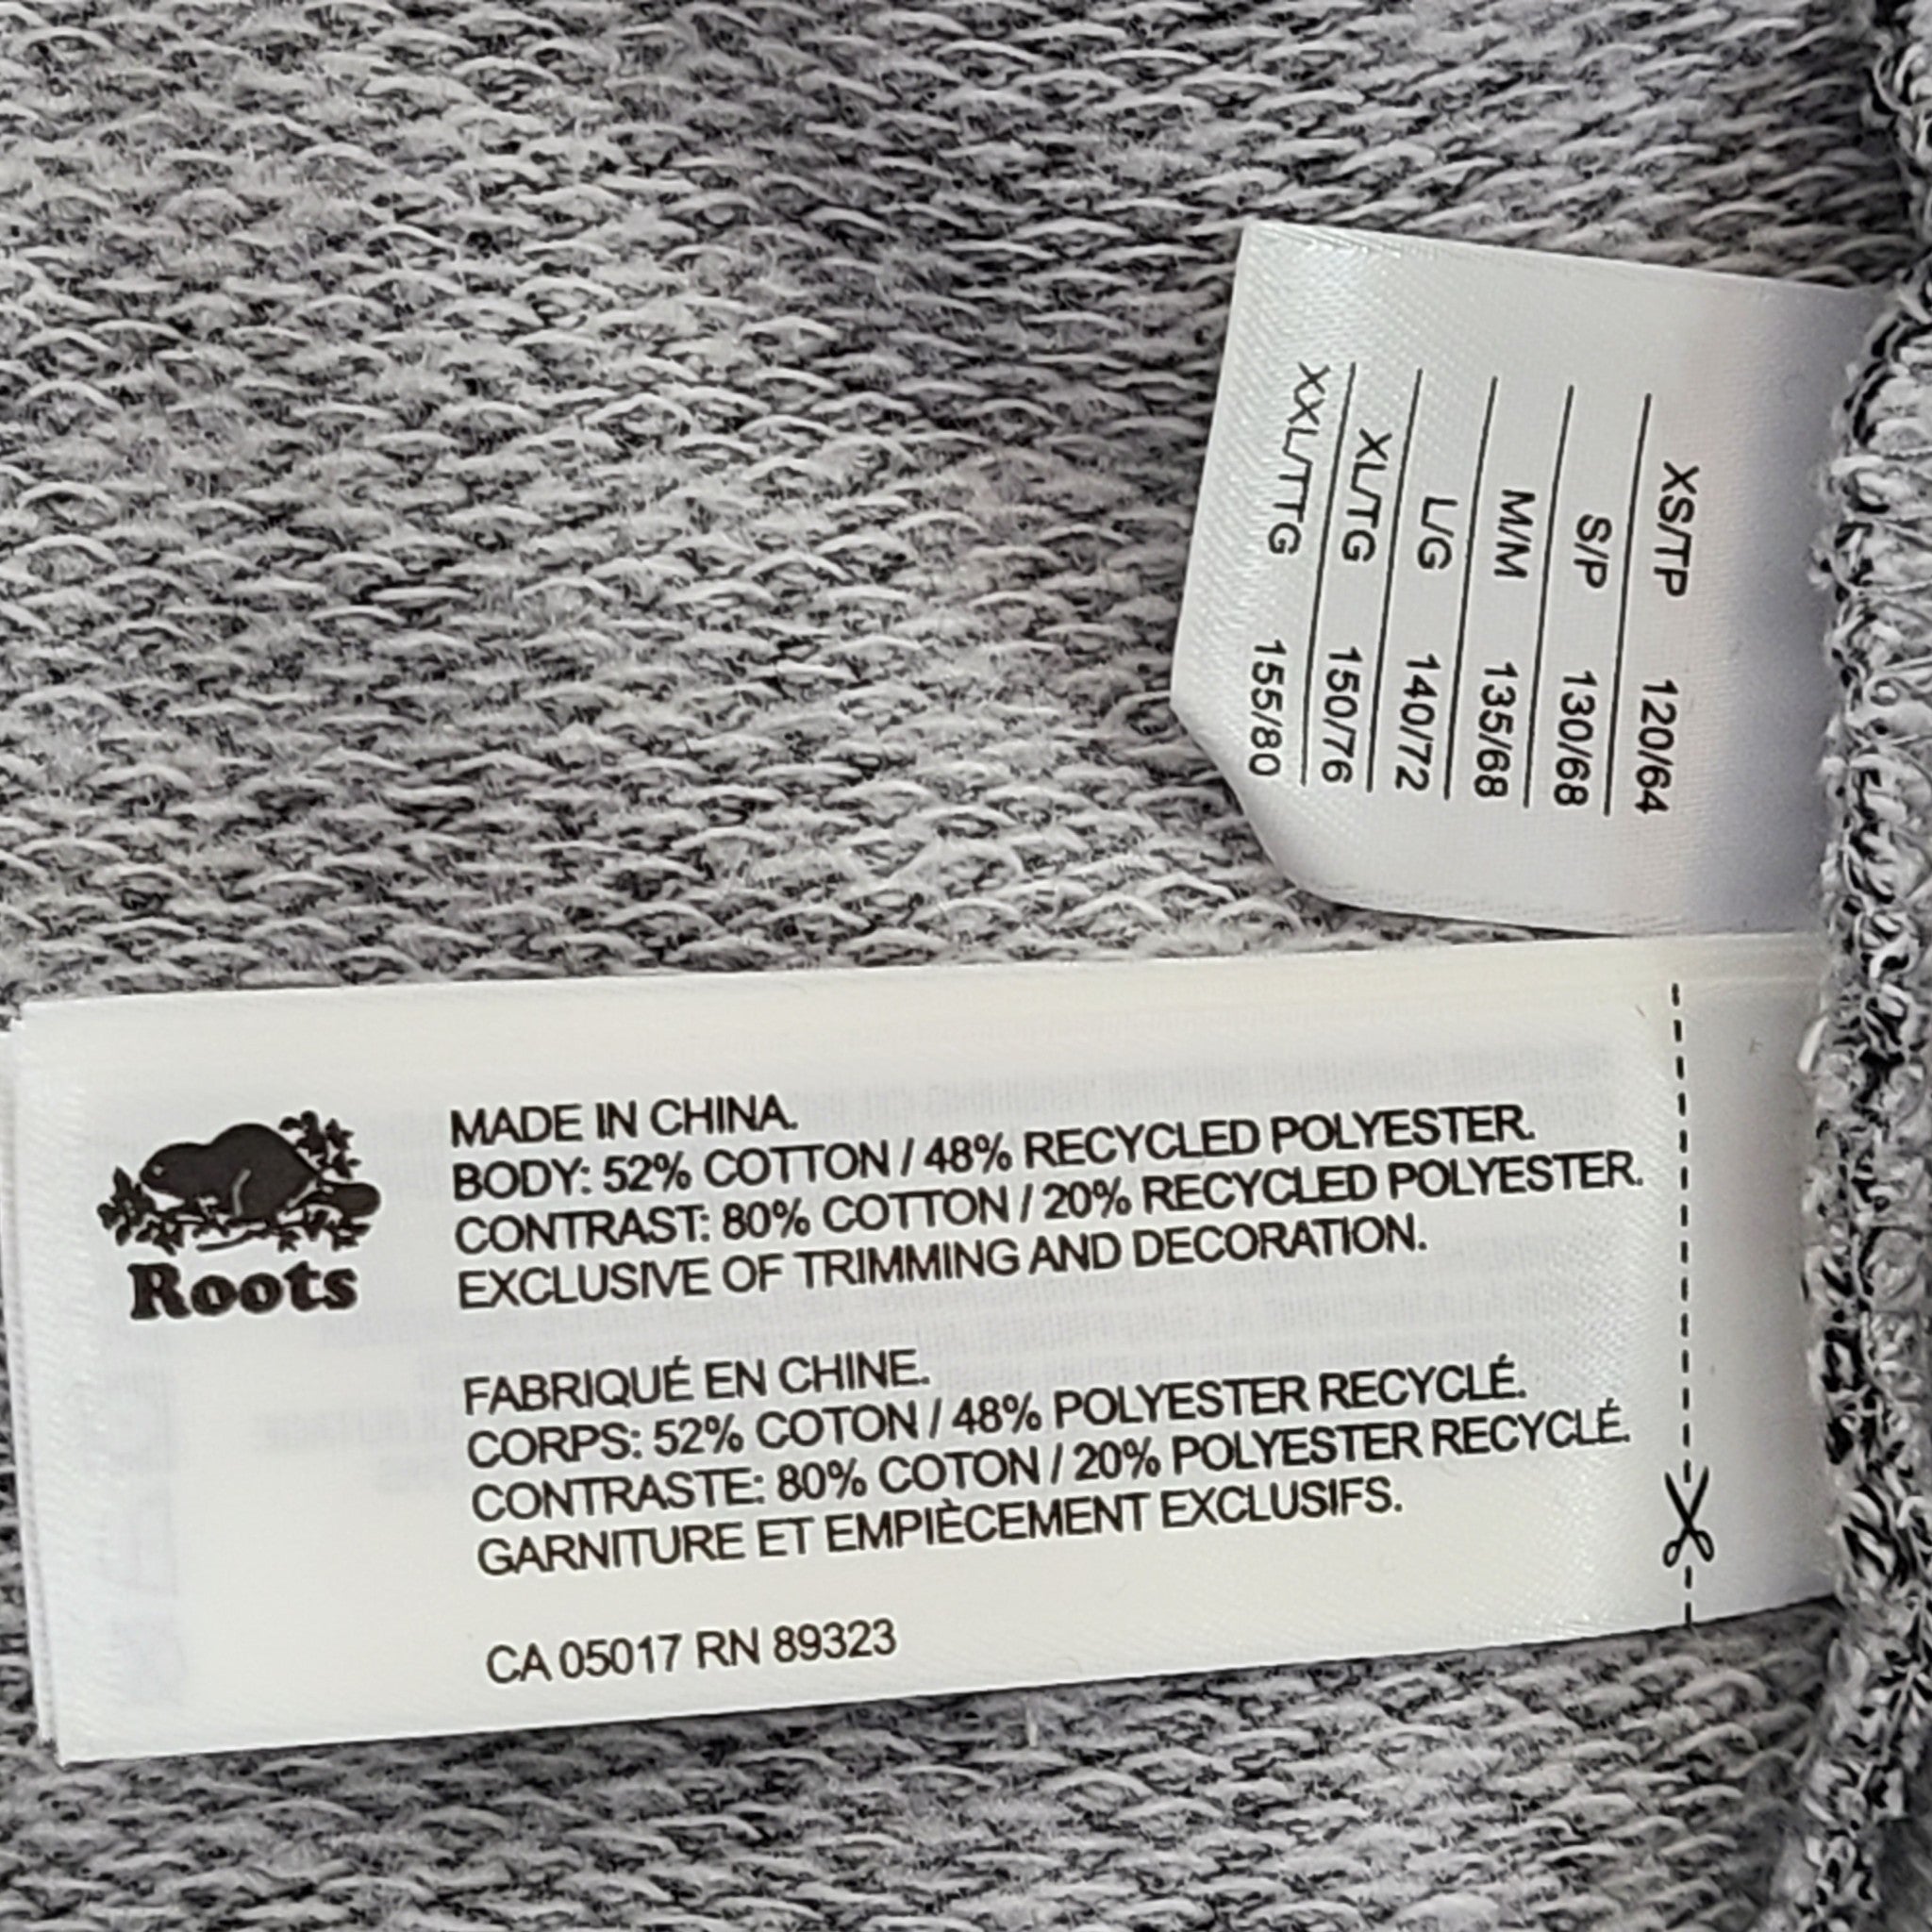 XS/TP 120/64
S/P 130/68
M/M 135/68
L/G 140/72
XL/TG 150/76
XXL/TTG 155/80
Roots
MADE IN CHINA.
BODY: 52% COTTON / 48% RECYCLED POLYESTER.
CONTRAST: 80% COTTON / 20% RECYCLED POLYESTER.
EXCLUSIVE OF TRIMMING AND DECORATION.
FABRIQUÉ EN CHINE.
CORPS: 52% COTON / 48% POLYESTER RECYCLÉ.
CONTRASTE: 80% COTON / 20% POLYESTER RECYCLÉ.
GARNITURE ET EMPIÈCEMENT EXCLUSIFS.
CA 05017 RN 89323